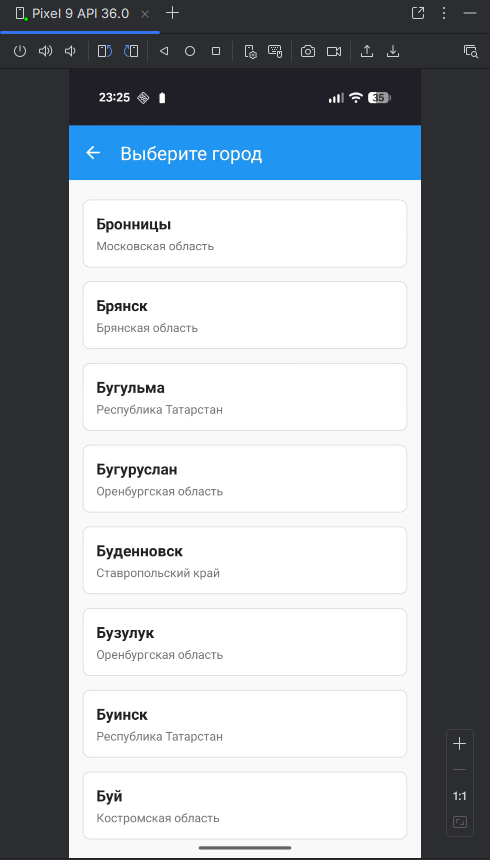 Pixel 9 API 36.0
23:25
35
Выберите город
Бронницы
Московская область
Брянск
Брянская область
Бугульма
Республика Татарстан
Бугуруслан
Оренбургская область
Буденновск
Ставропольский край
Бузулук
Оренбургская область
Буинск
Республика Татарстан
Буй
Костромская область
1:1